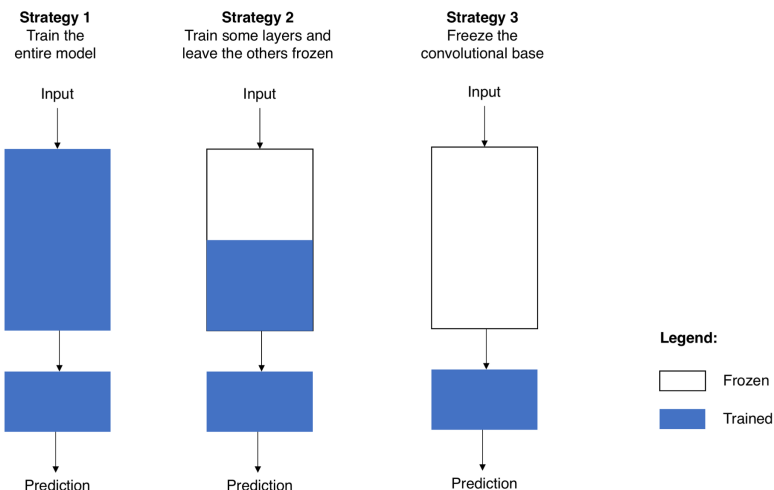 Strategy 1
Train the
entire model
Input
Prediction
Strategy 2
Train some layers and
leave the others frozen
Input
Prediction
Strategy 3
Freeze the
convolutional base
Input
Prediction
Legend:
Frozen
Trained